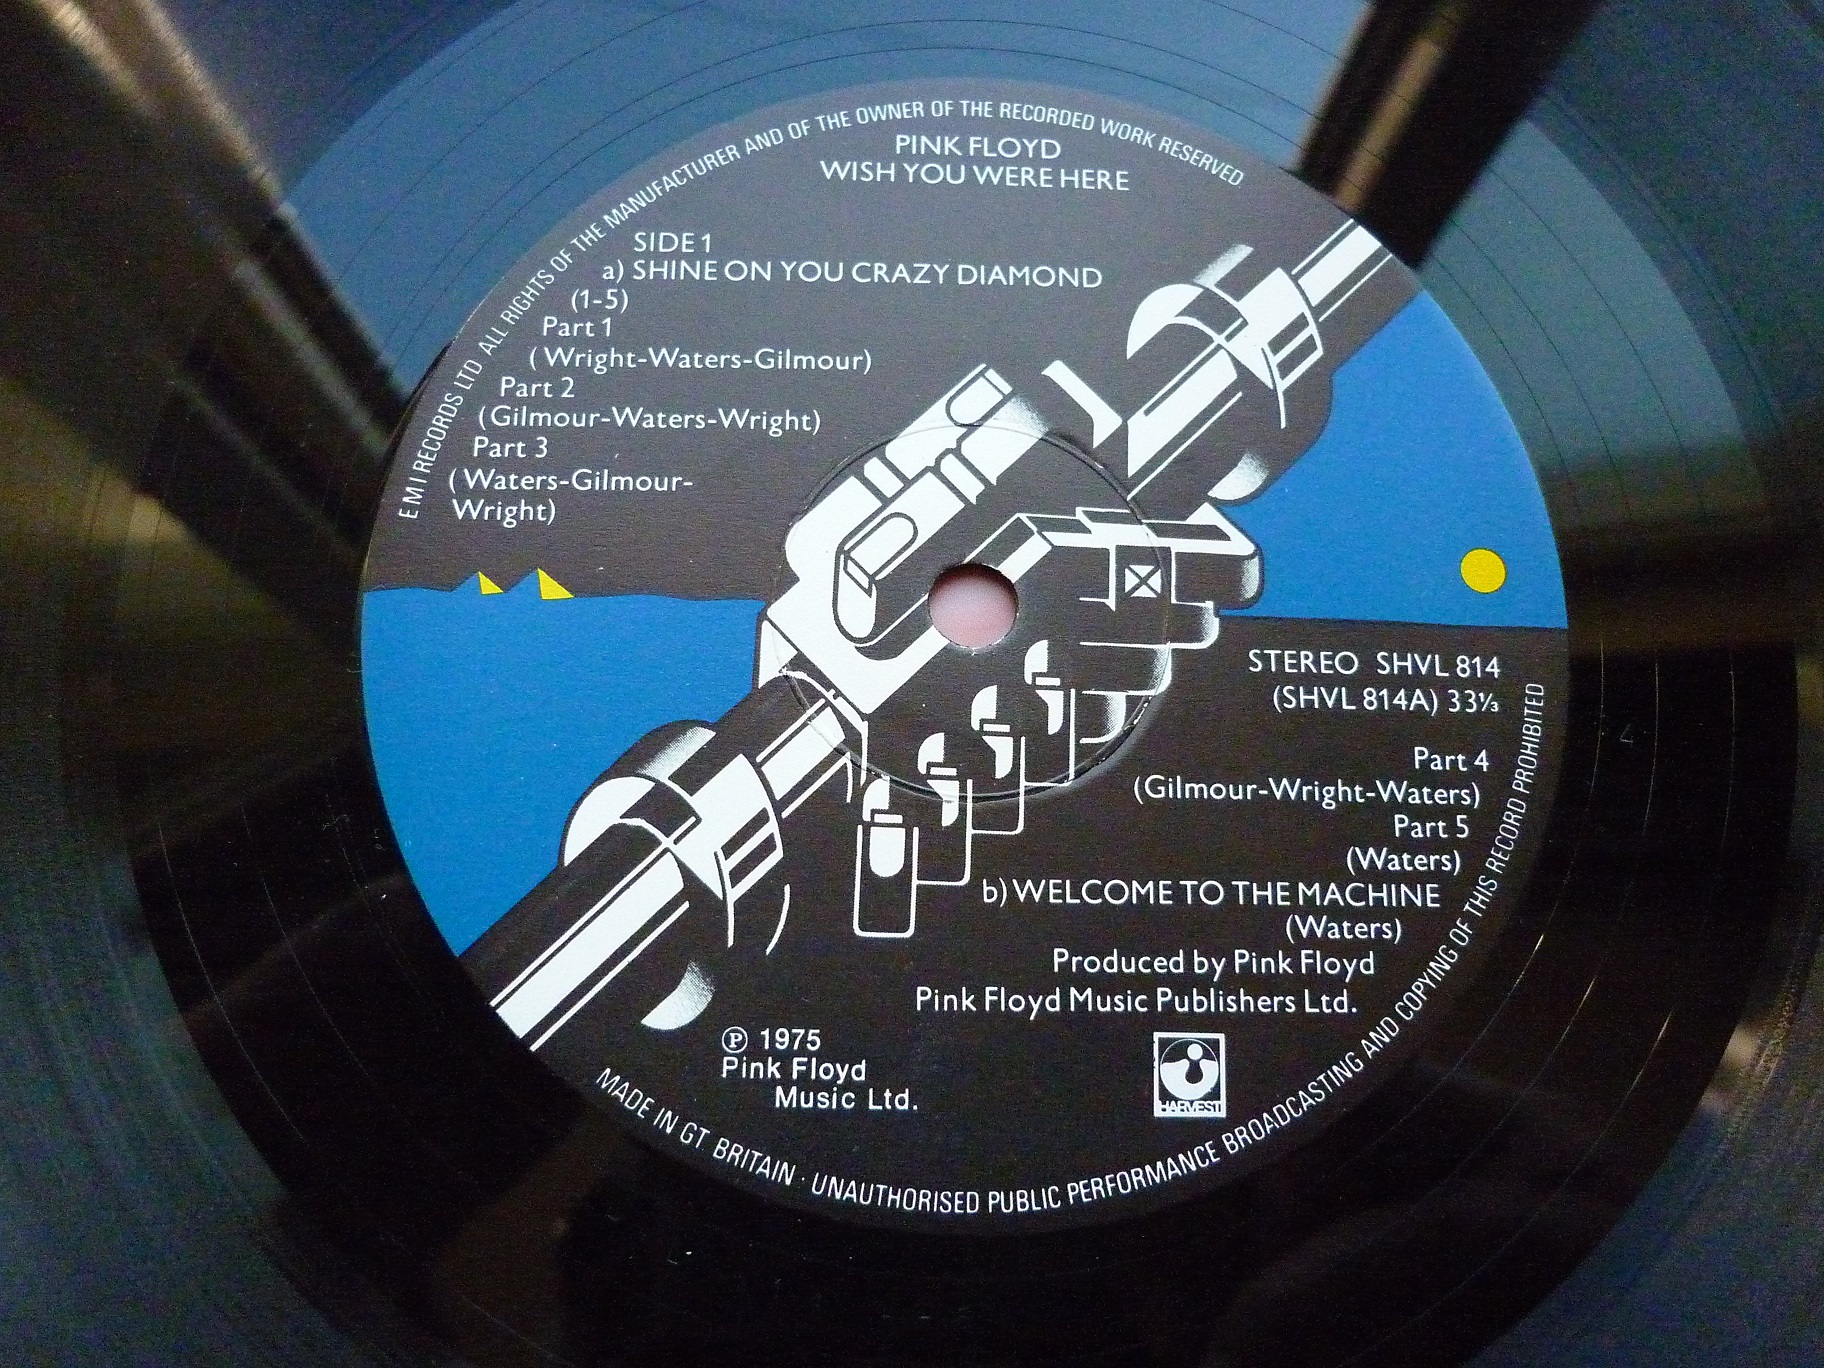 E M I RECORDS LTD ALL RIGHTS OF THE MANUFACTURER AND OF THE OWNER OF THE RECORDED WORK RESERVED.
PINK FLOYD
WISH YOU WERE HERE
SIDE 1
a) SHINE ON YOU CRAZY DIAMOND
(1-5)
Part 1
(Wright-Waters-Gilmour)
Part 2
(Gilmour-Waters-Wright)
Part 3
(Waters-Gilmour-
Wright)
STEREO SHVL 814
(SHVL 814A) 33⅓
Part 4
(Gilmour-Wright-Waters)
Part 5
(Waters)
b) WELCOME TO THE MACHINE
(Waters)
Produced by Pink Floyd
Pink Floyd Music Publishers Ltd.
℗ 1975
Pink Floyd
Music Ltd.
HARVEST
MADE IN GT BRITAIN · UNAUTHORISED PUBLIC PERFORMANCE BROADCASTING AND COPYING OF THIS RECORD PROHIBITED